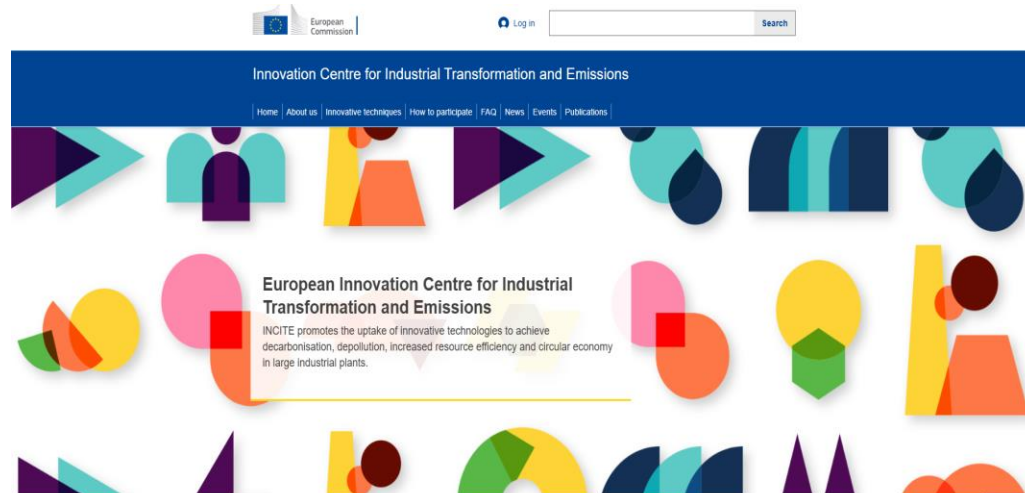 European
Commission
Log in
Search
Innovation Centre for Industrial Transformation and Emissions
Home About us Innovative techniques How to participate FAQ News Events Publications
European Innovation Centre for Industrial
Transformation and Emissions
INCITE promotes the uptake of innovative technologies to achieve
decarbonisation, depollution, increased resource efficiency and circular economy
in large industrial plants.